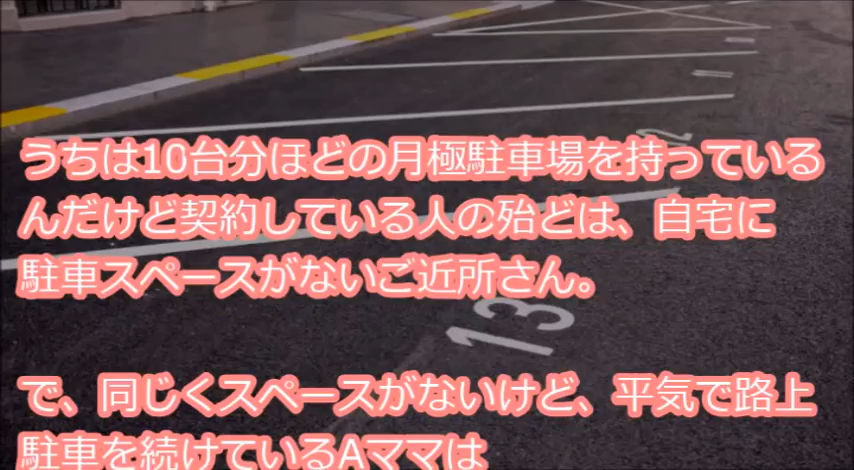 12
うちは10台分ほどの月極駐車場を持っている
んだけど契約している人の殆どは、自宅に
駐車スペースがないご近所さん。
13
で、同じくスペースがないけど、平気で路上
駐車を続けているAママは